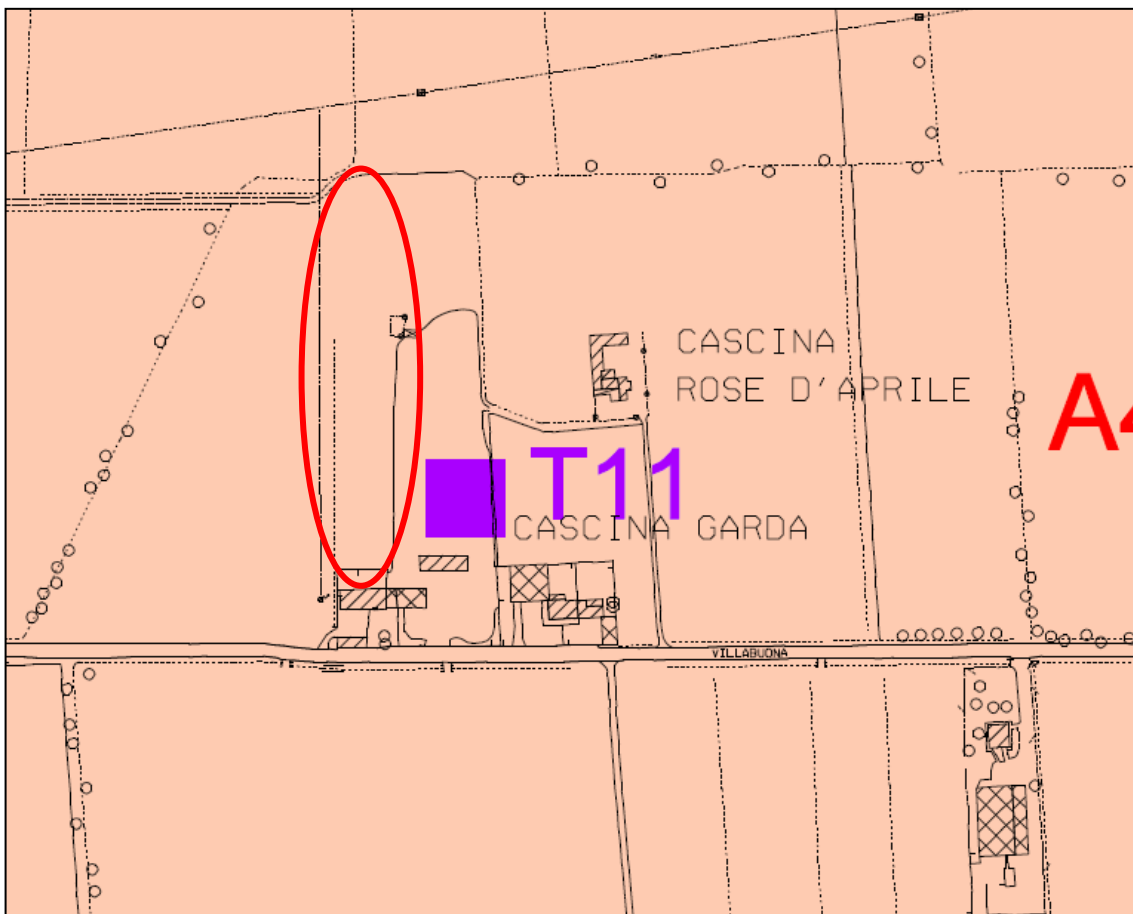 CASCINA
ROSE D'APRILE
A4
T11
CASCINA GARDA
VILLABUONA